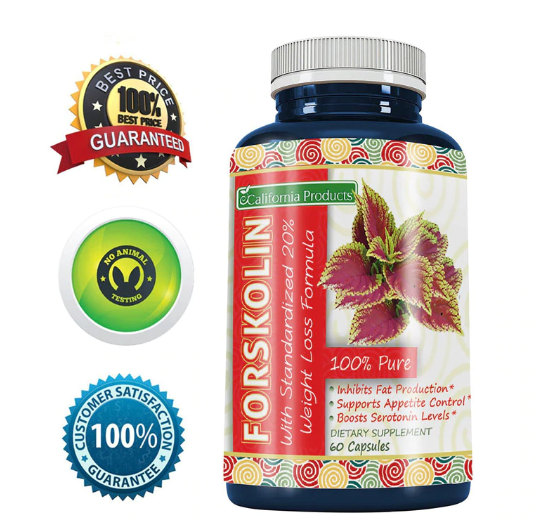 BEST PRICE
100%
BEST PRICE
GUARANTEED
NO ANIMAL
TESTING
CUSTOMER SATISFACTION
100%
GUARANTEE
California Products
FORSKOLIN
With Standardized 20%
Weight Loss Formula
100% Pure
• Inhibits Fat Production*
• Supports Appetite Control*
• Boosts Serotonin Levels*
DIETARY SUPPLEMENT
60 Capsules